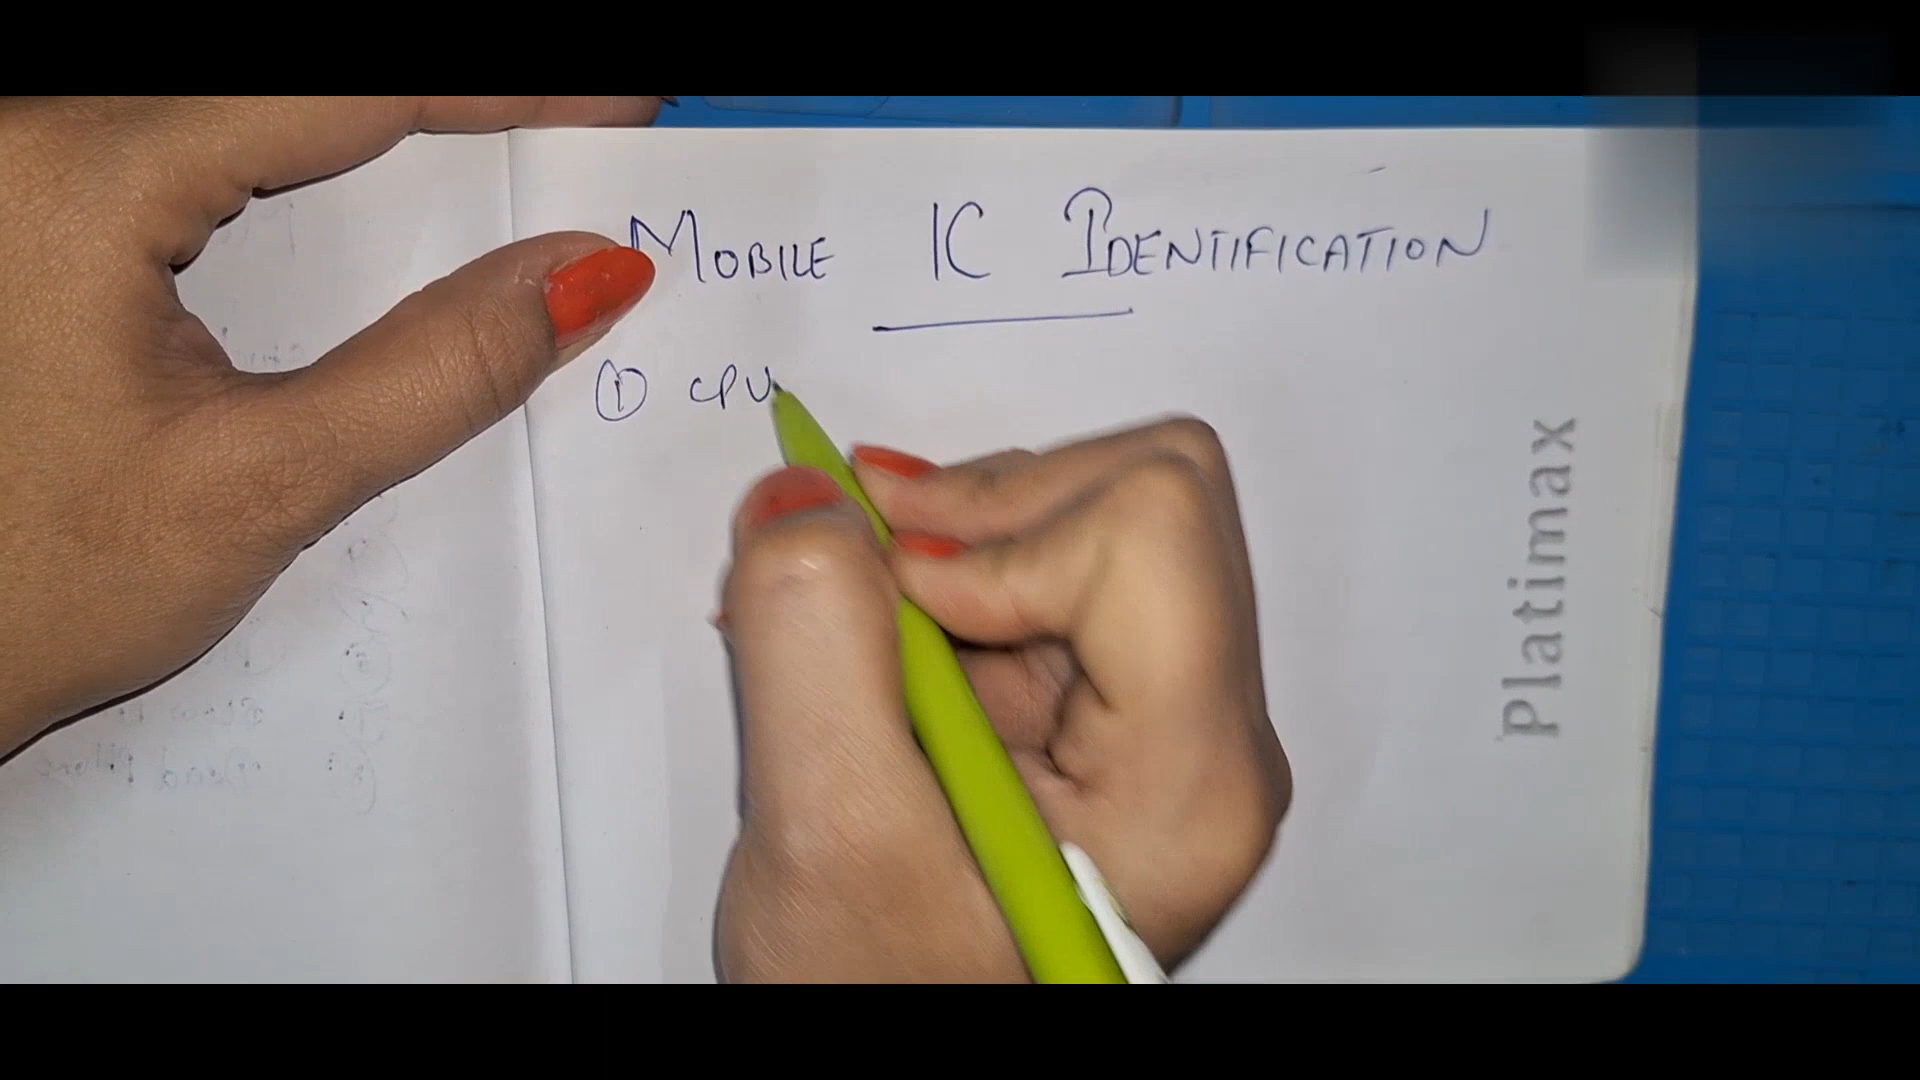 MOBILE IC IDENTIFICATION
① CPU
Platimax